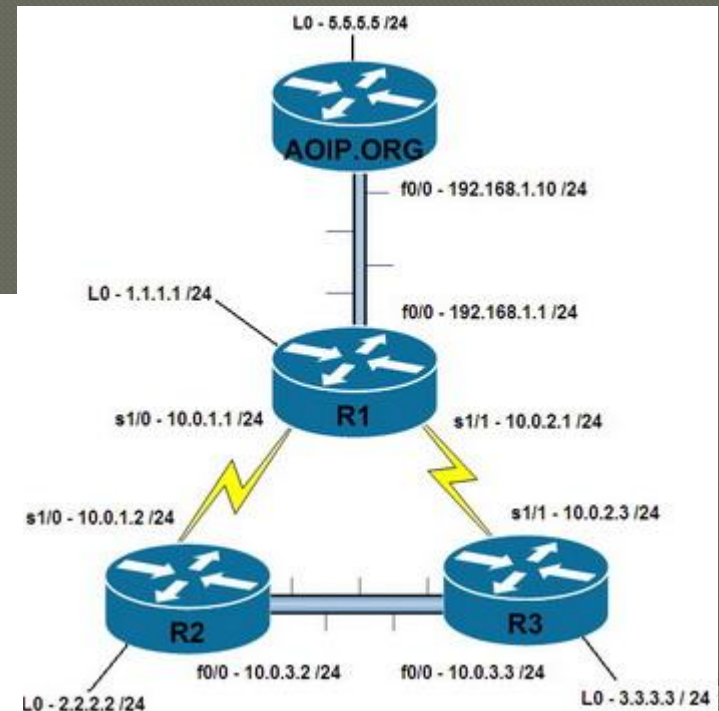 L0 - 5.5.5.5 /24
AOIP.ORG
f0/0 - 192.168.1.10 /24
L0 - 1.1.1.1 /24
f0/0 - 192.168.1.1 /24
R1
s1/0 - 10.0.1.1 /24
s1/1 - 10.0.2.1 /24
s1/0 - 10.0.1.2 /24
s1/1 - 10.0.2.3 /24
R2
R3
f0/0 - 10.0.3.2 /24
f0/0 - 10.0.3.3 /24
L0 - 2.2.2.2 /24
L0 - 3.3.3.3 / 24